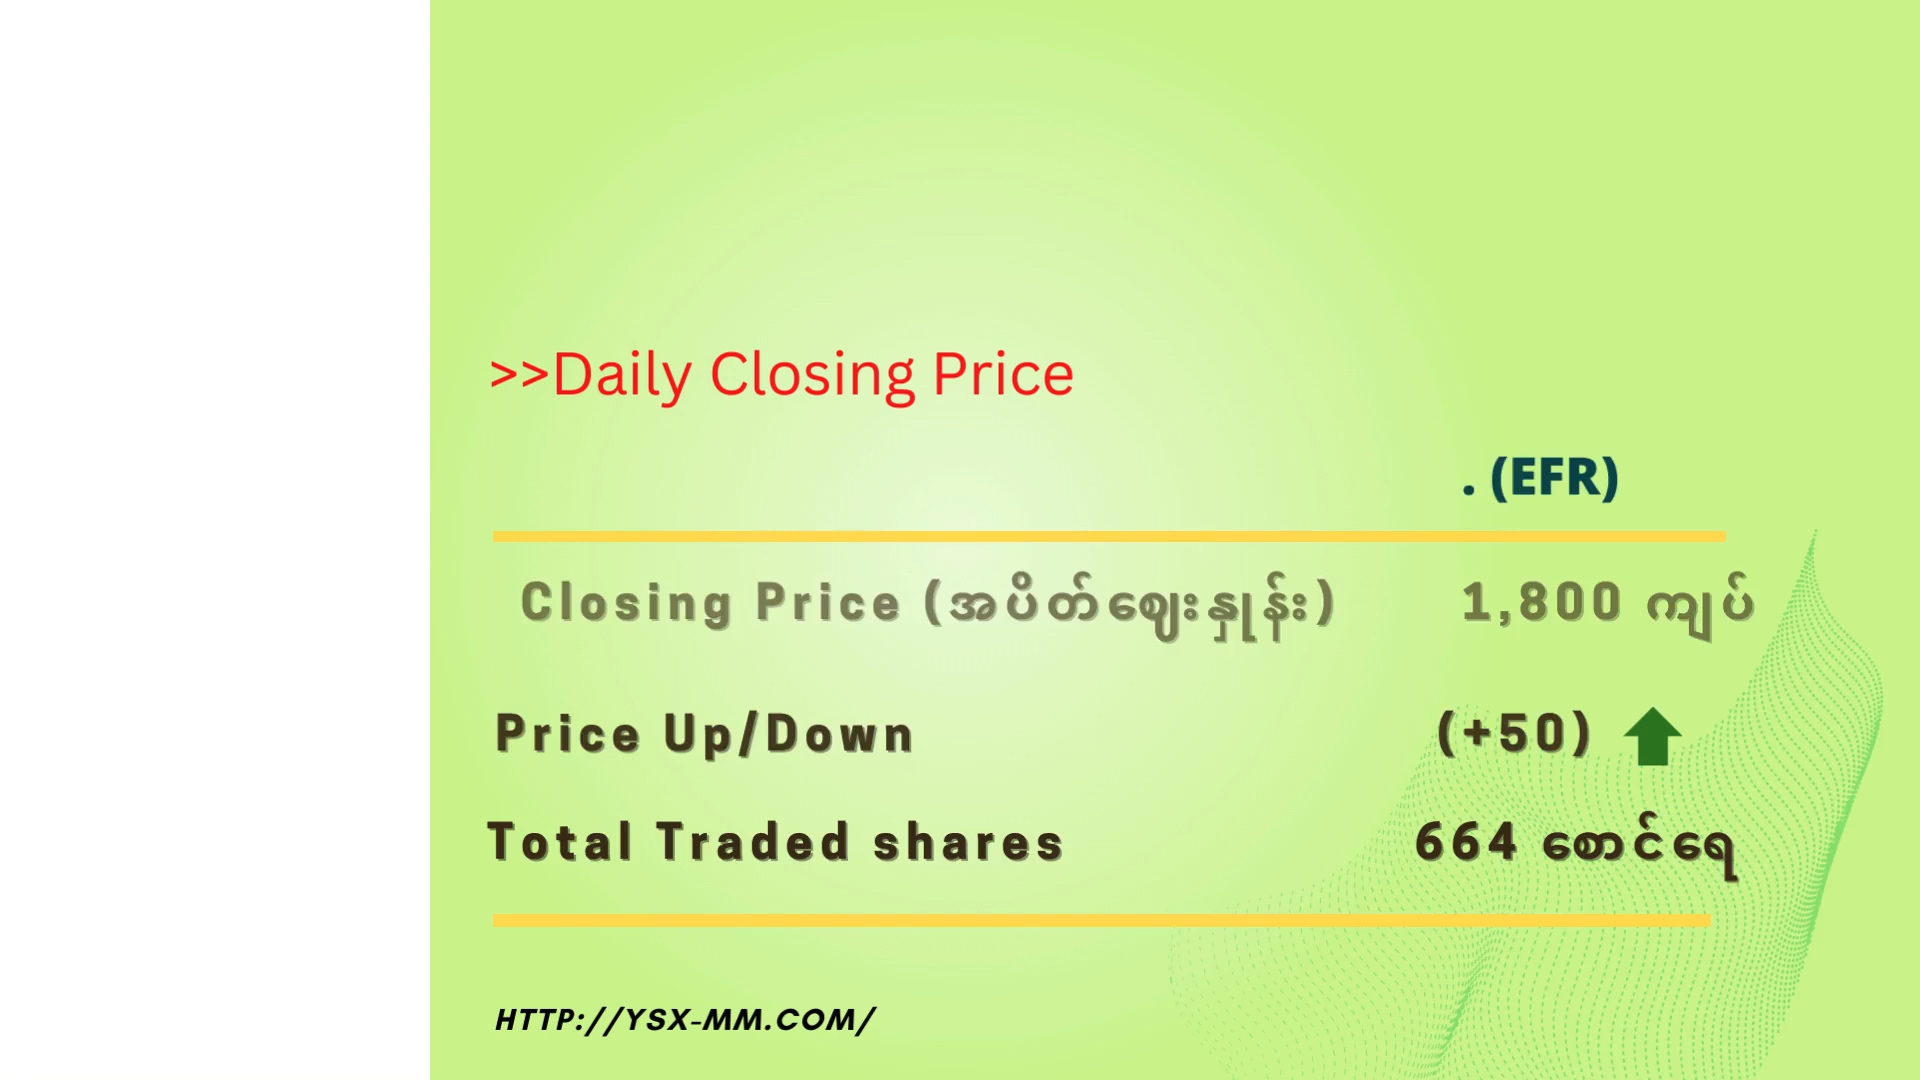 >>Daily Closing Price
. (EFR)
Closing Price (အပိတ်ဈေးနှုန်း) 1,800 ကျပ်
Price Up/Down (+50)
Total Traded shares 664 စောင်ရေ
HTTP://YSX-MM.COM/